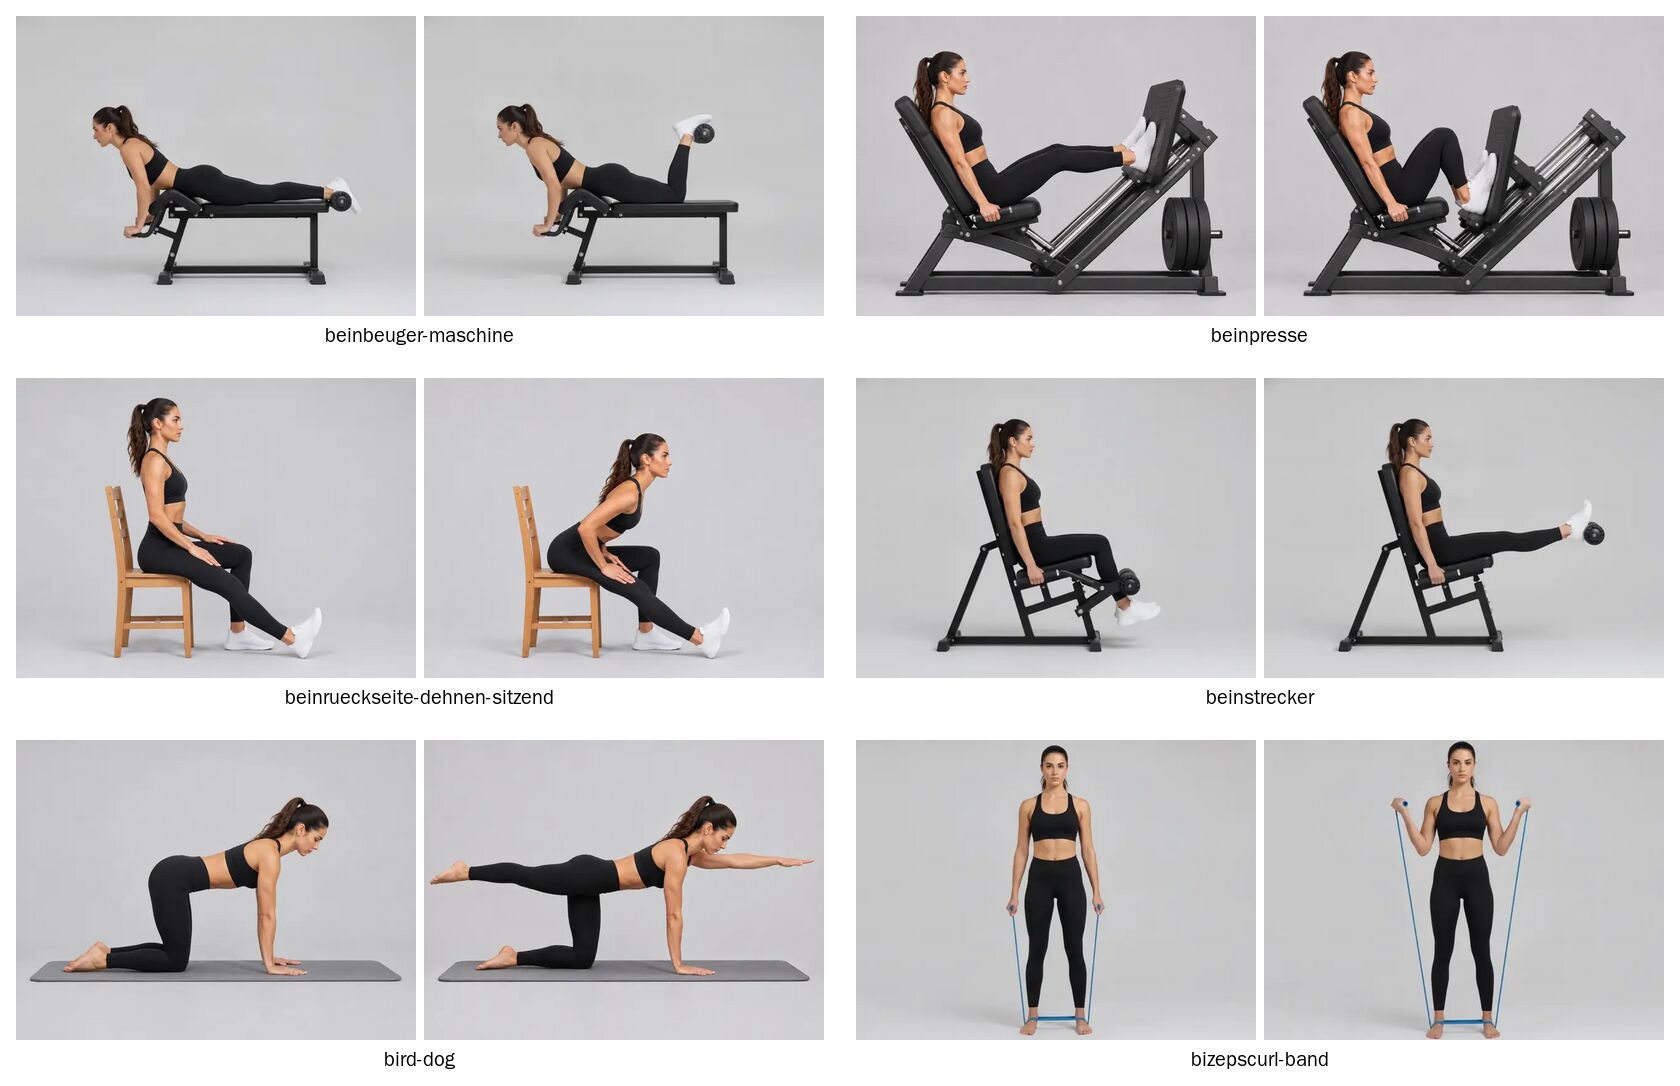 beinbeuger-maschine
beinpresse
beinrueckseite-dehnen-sitzend
beinstrecker
bird-dog
bizepscurl-band